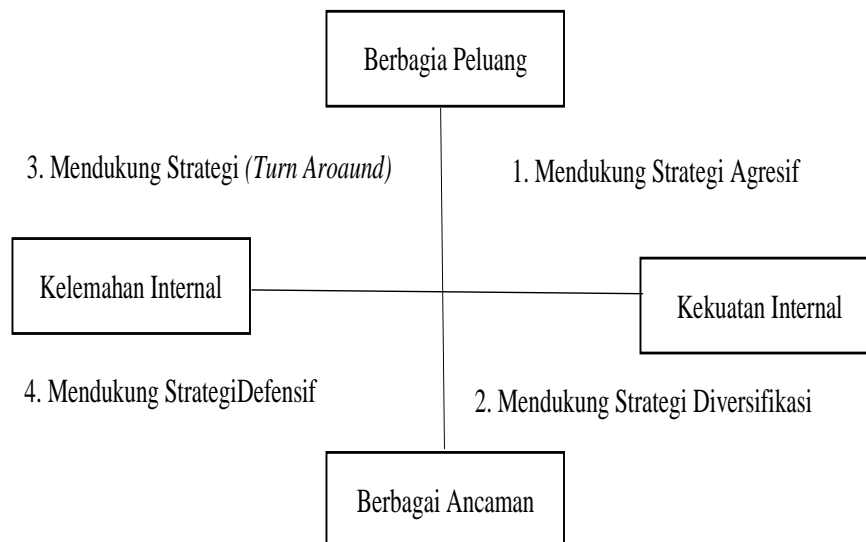 Berbagia Peluang
3. Mendukung Strategi (Turn Aroaund)
1. Mendukung Strategi Agresif
Kelemahan Internal
Kekuatan Internal
4. Mendukung StrategiDefensif
2. Mendukung Strategi Diversifikasi
Berbagai Ancaman